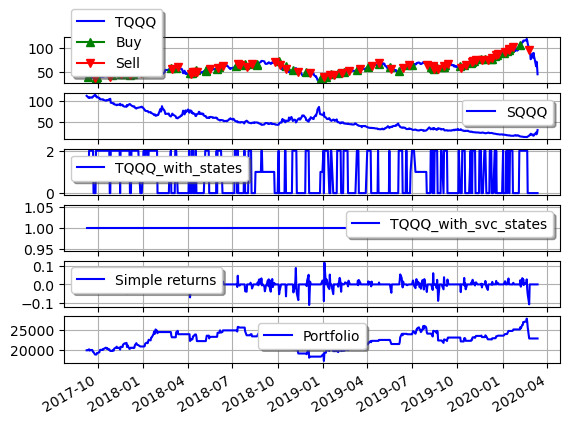 TQQQ
Buy
Sell
100
50
SQQQ
100
50
TQQQ_with_states
2
0
TQQQ_with_svc_states
1.05
1.00
0.95
Simple returns
0.1
0.0
−0.1
Portfolio
25000
20000
2017-10 2018-01 2018-04 2018-07 2018-10 2019-01 2019-04 2019-07 2019-10 2020-01 2020-04